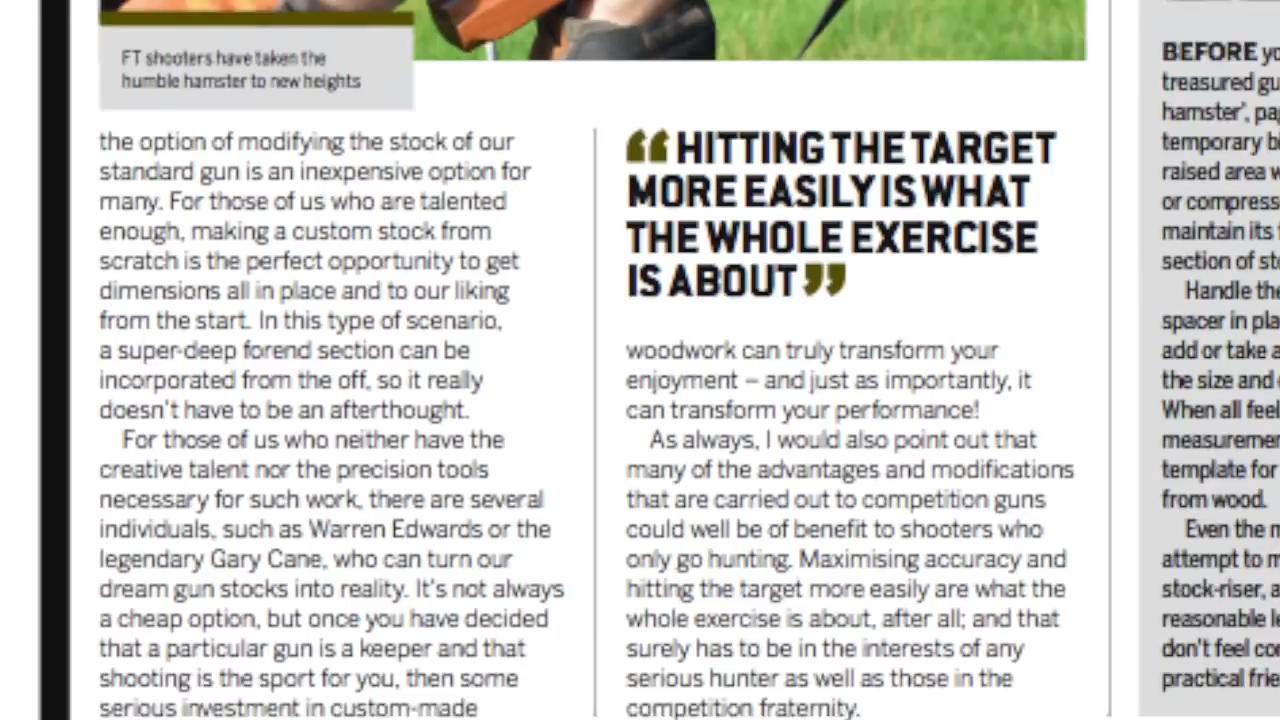 FT shooters have taken the
humble hamster to new heights
the option of modifying the stock of our
standard gun is an inexpensive option for
many. For those of us who are talented
enough, making a custom stock from
scratch is the perfect opportunity to get
dimensions all in place and to our liking
from the start. In this type of scenario,
a super-deep forend section can be
incorporated from the off, so it really
doesn't have to be an afterthought.
For those of us who neither have the
creative talent nor the precision tools
necessary for such work, there are several
individuals, such as Warren Edwards or the
legendary Gary Cane, who can turn our
dream gun stocks into reality. It's not always
a cheap option, but once you have decided
that a particular gun is a keeper and that
shooting is the sport for you, then some
serious investment in custom-made
“HITTING THE TARGET
MORE EASILY IS WHAT
THE WHOLE EXERCISE
IS ABOUT”
woodwork can truly transform your
enjoyment – and just as importantly, it
can transform your performance!
As always, I would also point out that
many of the advantages and modifications
that are carried out to competition guns
could well be of benefit to shooters who
only go hunting. Maximising accuracy and
hitting the target more easily are what the
whole exercise is about, after all; and that
surely has to be in the interests of any
serious hunter as well as those in the
competition fraternity.
BEFORE
treasured
hamster',
temporary
raised area
or
maintain its
section of
Handle
spacer in
add or take
the size and
When all

template for
from wood.
Even the
attempt to
stock-riser,
reasonable
don't feel
practical